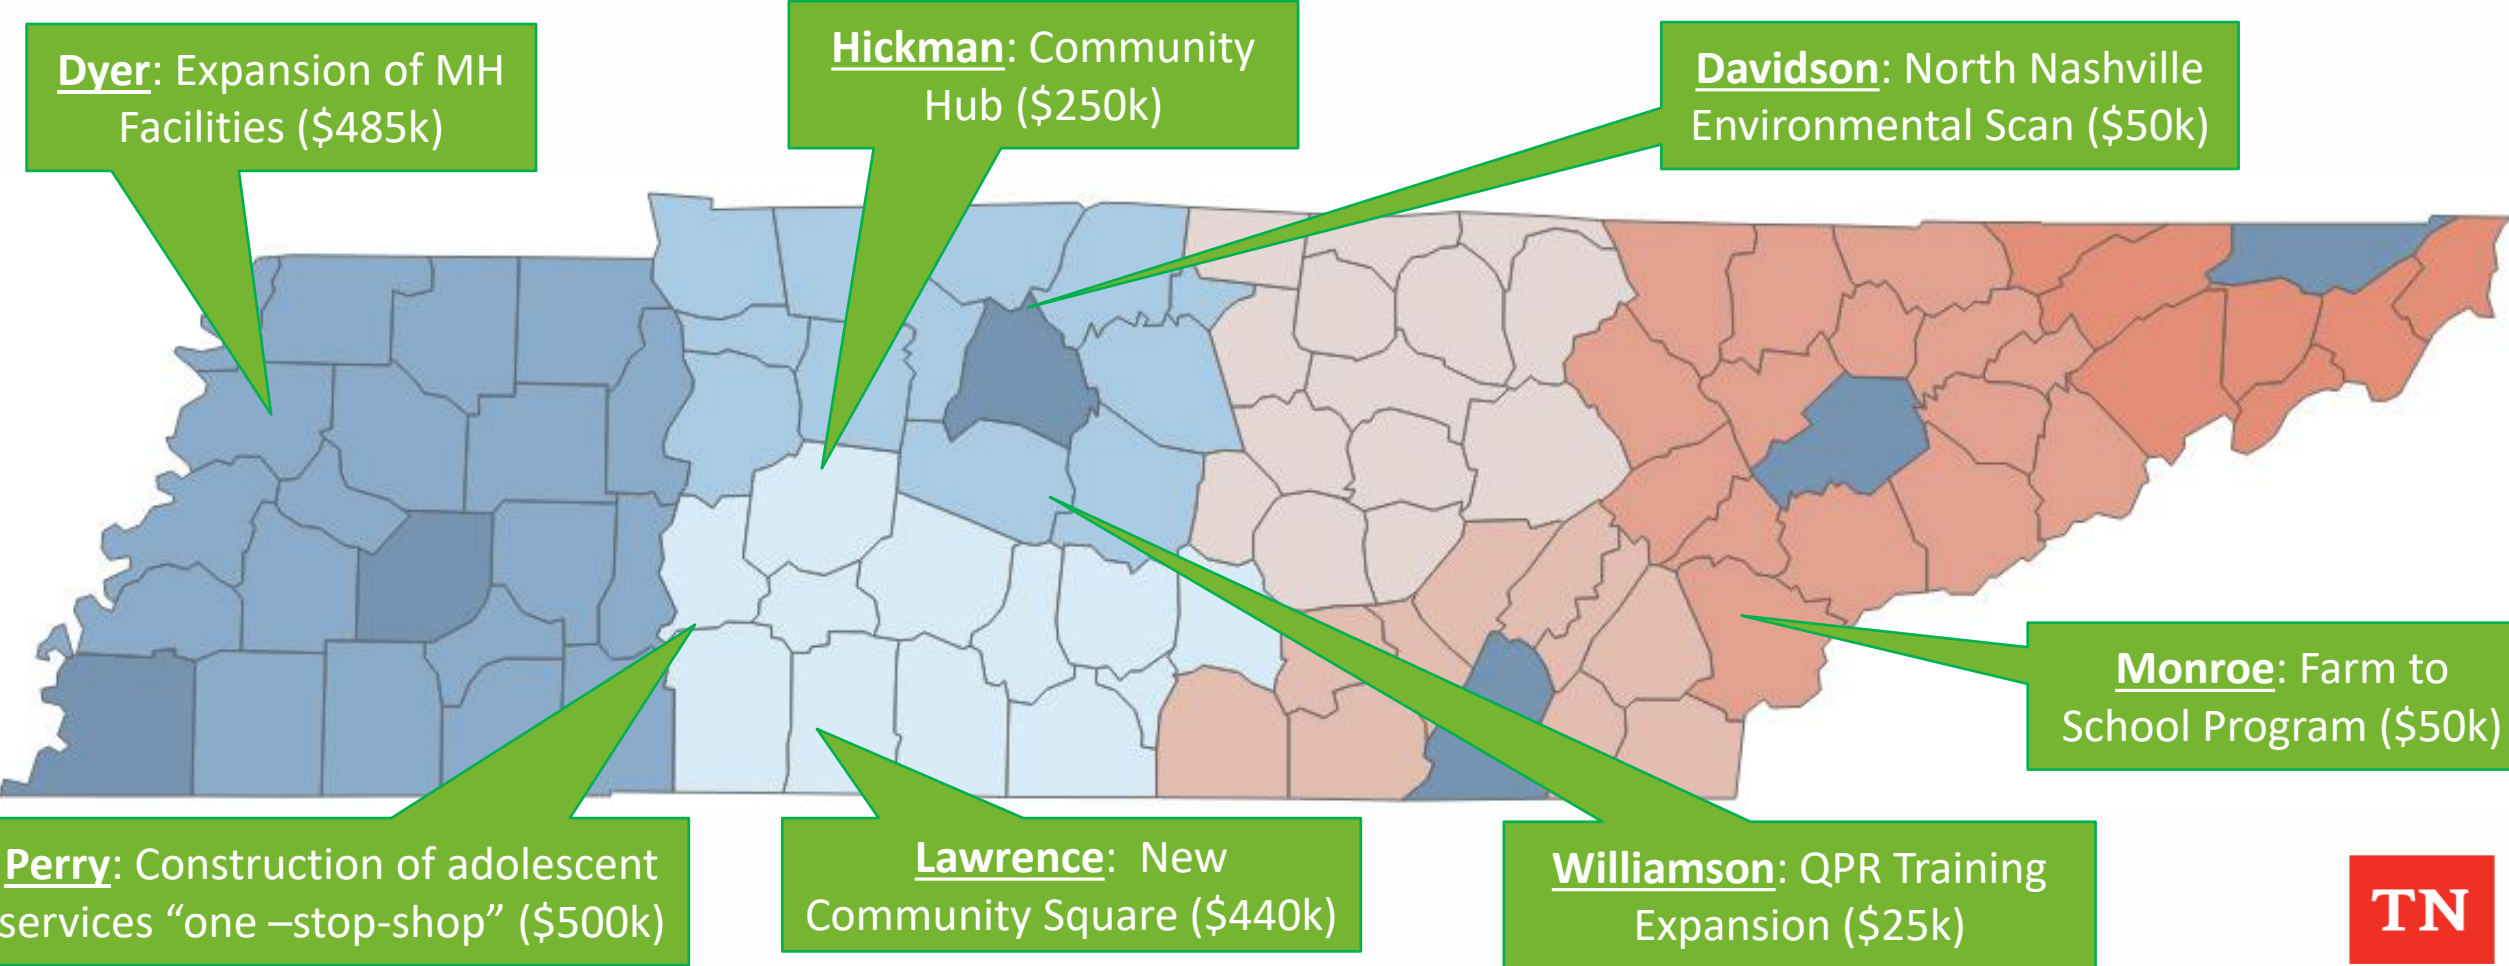 Dyer: Expansion of MH
Facilities ($485k)
Hickman: Community
Hub ($250k)
Davidson: North Nashville
Environmental Scan ($50k)
Monroe: Farm to
School Program ($50k)
Perry: Construction of adolescent
services “one –stop-shop” ($500k)
Lawrence:  New
Community Square ($440k)
Williamson: QPR Training
Expansion ($25k)
TN